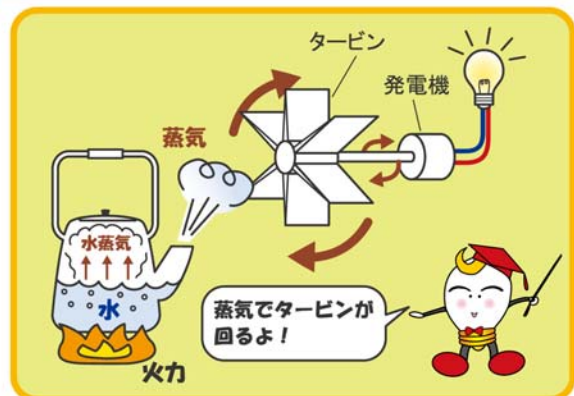 タービン
発電機
蒸気
水蒸気
水
火力
蒸気でタービンが
回るよ！